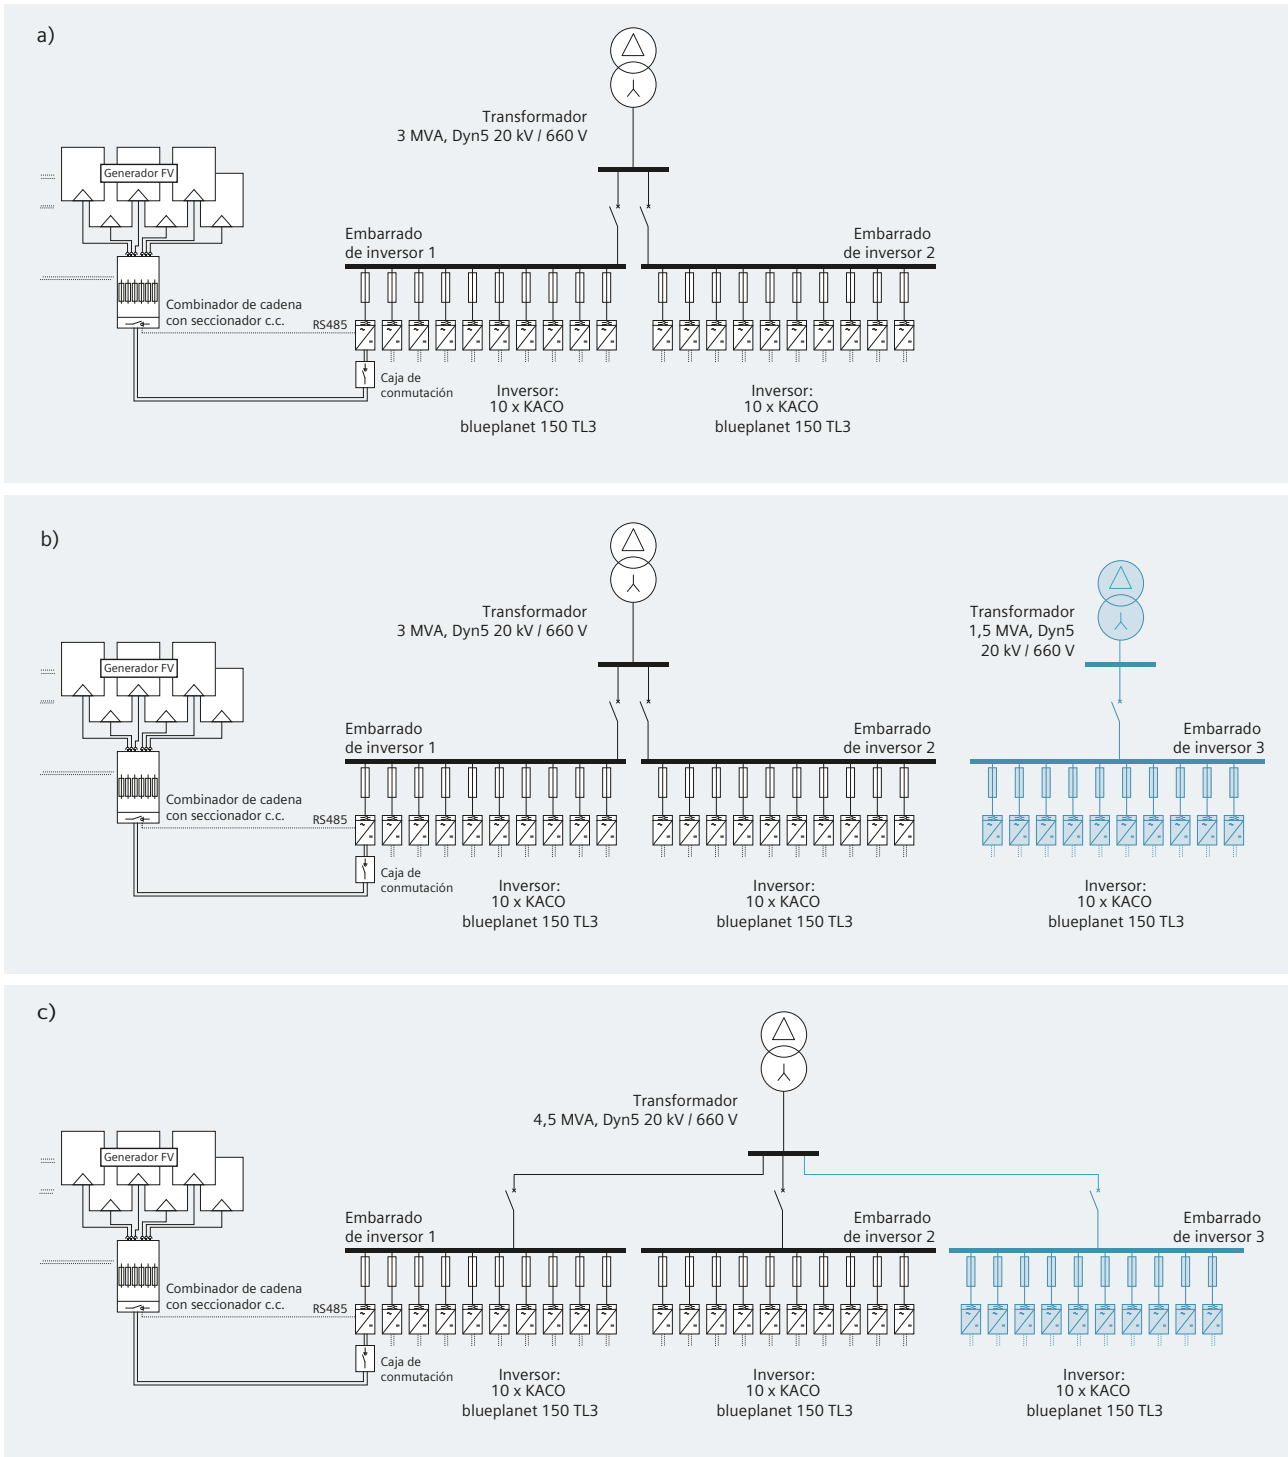 a)
Transformador
3 MVA, Dyn5 20 kV / 660 V
Generador FV
Embarrado
de inversor 1
Embarrado
de inversor 2
Combinador de cadena
con seccionador c.c.
RS485
Caja de
conmutación
Inversor:
10 x KACO
blueplanet 150 TL3
Inversor:
10 x KACO
blueplanet 150 TL3
b)
Transformador
3 MVA, Dyn5 20 kV / 660 V
Transformador
1,5 MVA, Dyn5
20 kV / 660 V
Generador FV
Embarrado
de inversor 1
Embarrado
de inversor 2
Embarrado
de inversor 3
Combinador de cadena
con seccionador c.c.
RS485
Caja de
conmutación
Inversor:
10 x KACO
blueplanet 150 TL3
Inversor:
10 x KACO
blueplanet 150 TL3
Inversor:
10 x KACO
blueplanet 150 TL3
c)
Transformador
4,5 MVA, Dyn5 20 kV / 660 V
Generador FV
Embarrado
de inversor 1
Embarrado
de inversor 2
Embarrado
de inversor 3
Combinador de cadena
con seccionador c.c.
RS485
Caja de
conmutación
Inversor:
10 x KACO
blueplanet 150 TL3
Inversor:
10 x KACO
blueplanet 150 TL3
Inversor:
10 x KACO
blueplanet 150 TL3